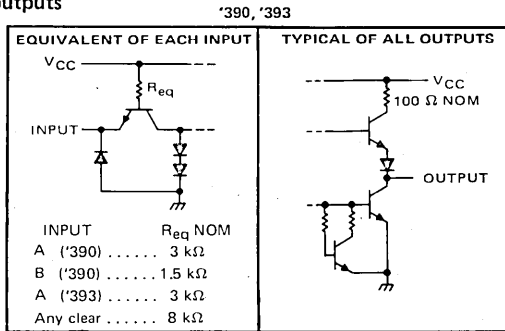 outputs
'390, '393
EQUIVALENT OF EACH INPUT
VCC
Req
INPUT
INPUT Req NOM
A ('390) ...... 3 kΩ
B ('390) ...... 1.5 kΩ
A ('393) ...... 3 kΩ
Any clear ...... 8 kΩ
TYPICAL OF ALL OUTPUTS
VCC
100 Ω NOM
OUTPUT